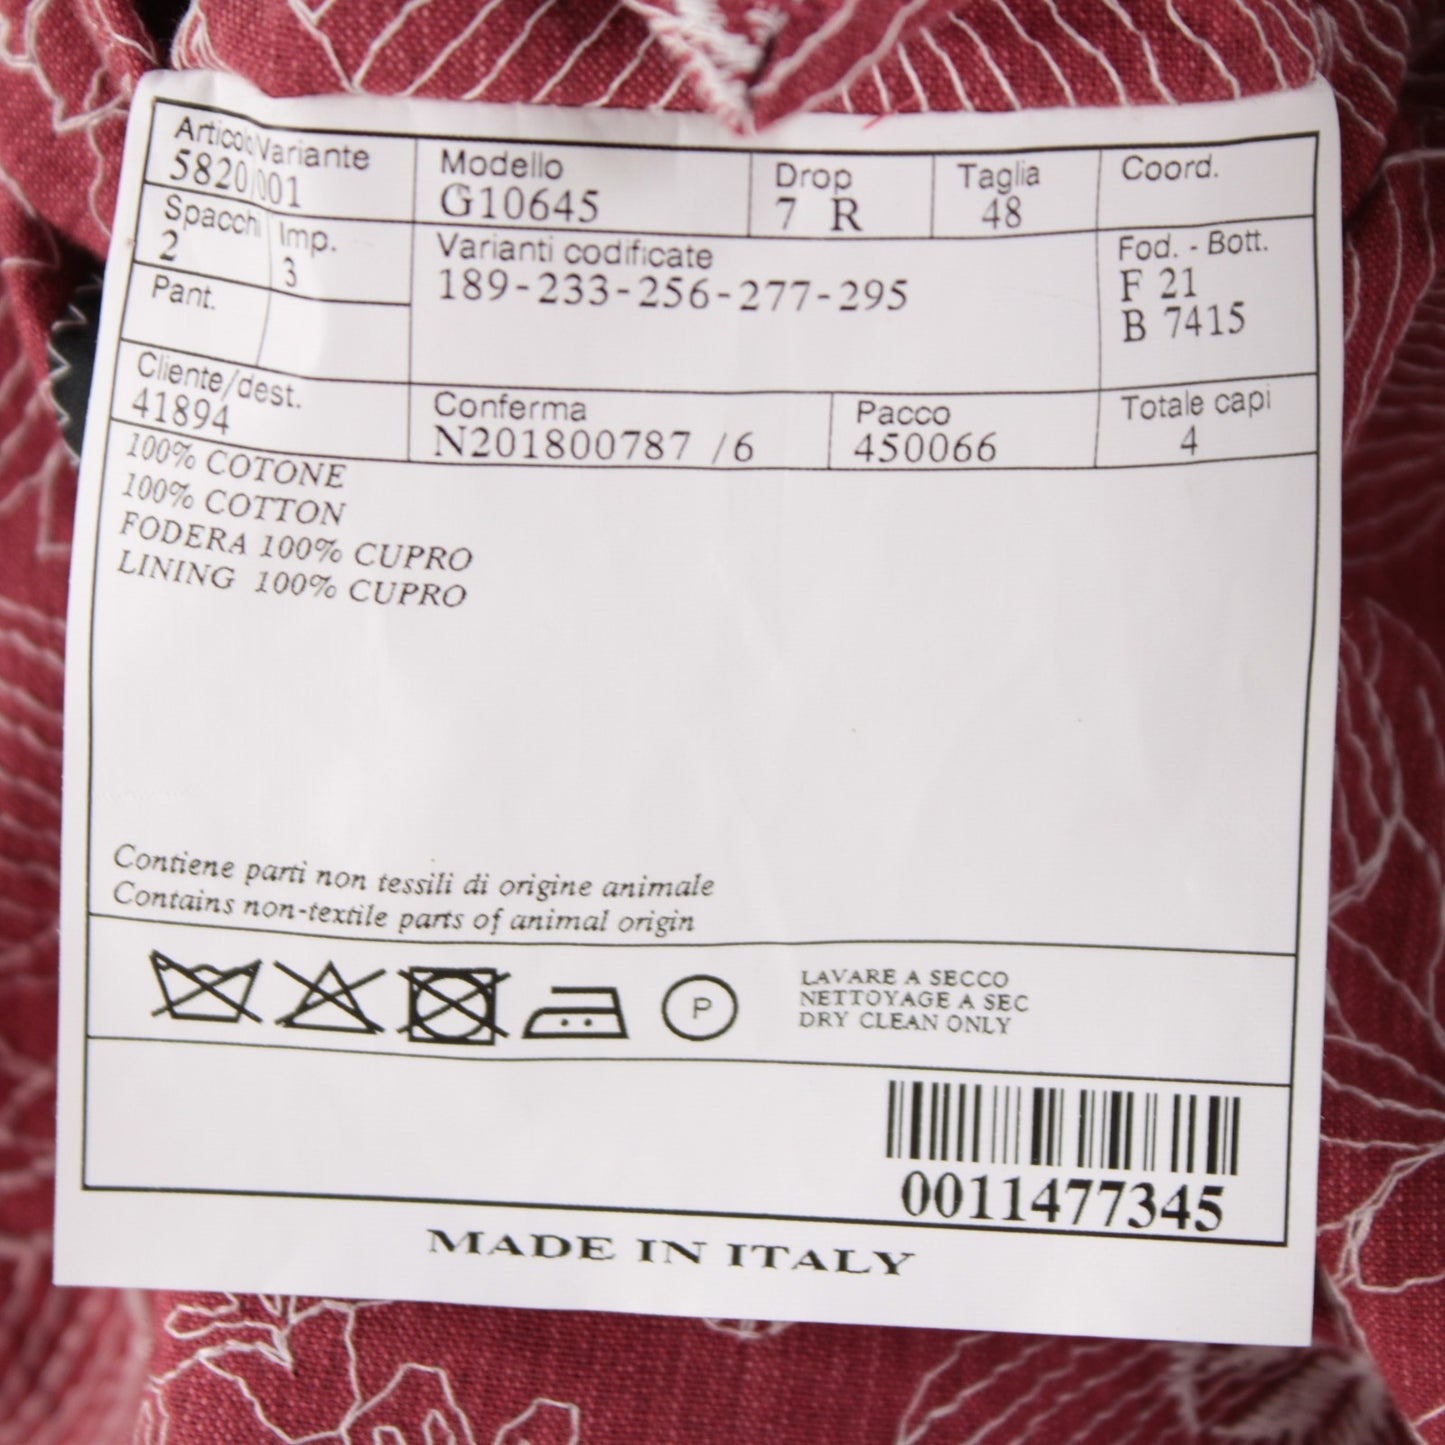 Articolo/Variante
5820/001
Modello
G10645
Drop
7 R
Taglia
48
Coord.
Spacchi
2
Imp.
3
Varianti codificate
189-233-256-277-295
Fod. - Bott.
F 21
B 7415
Pant.
Cliente/dest.
41894
Conferma
N201800787 /6
Pacco
450066
Totale capi
4
100% COTONE
100% COTTON
FODERA 100% CUPRO
LINING 100% CUPRO
Contiene parti non tessili di origine animale
Contains non-textile parts of animal origin
P
LAVARE A SECCO
NETTOYAGE A SEC
DRY CLEAN ONLY
0011477345
MADE IN ITALY